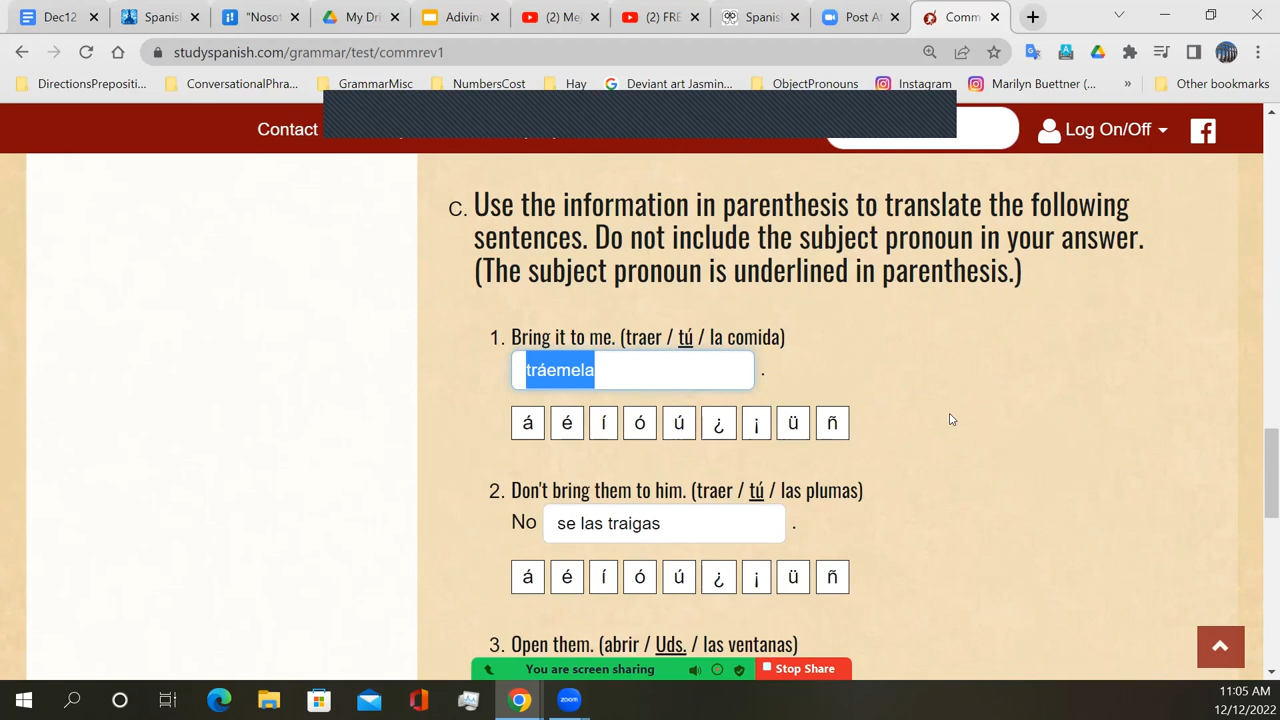 Dec12
Spanish
"Nosot
My Dri
Adivin
(2) Me
(2) FRE
Spanis
Post A
Comm
studyspanish.com/grammar/test/commrev1
DirectionsPrepositi...
ConversationalPhra...
GrammarMisc
NumbersCost
Hay
Deviant art Jasmin...
ObjectPronouns
Instagram
Marilyn Buettner (...
»
Other bookmarks
Contact
Log On/Off
C. Use the information in parenthesis to translate the following
sentences. Do not include the subject pronoun in your answer.
(The subject pronoun is underlined in parenthesis.)
1. Bring it to me. (traer / tú / la comida)
tráemela .
á é í ó ú ¿ ¡ ü ñ
2. Don't bring them to him. (traer / tú / las plumas)
No se las traigas .
á é í ó ú ¿ ¡ ü ñ
3. Open them. (abrir / Uds. / las ventanas)
You are screen sharing
Stop Share
zoom
11:05 AM
12/12/2022